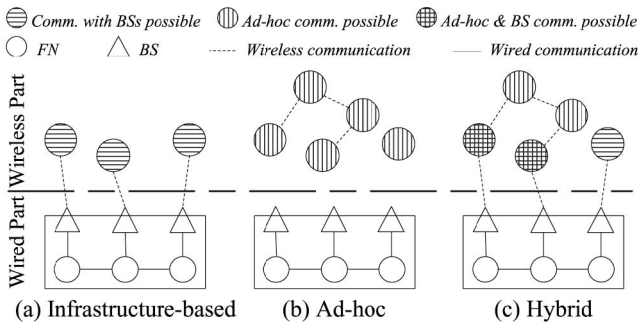 Comm. with BSs possible Ad-hoc comm. possible Ad-hoc & BS comm. possible
FN BS Wireless communication Wired communication
Wireless Part
Wired Part
(a) Infrastructure-based (b) Ad-hoc (c) Hybrid